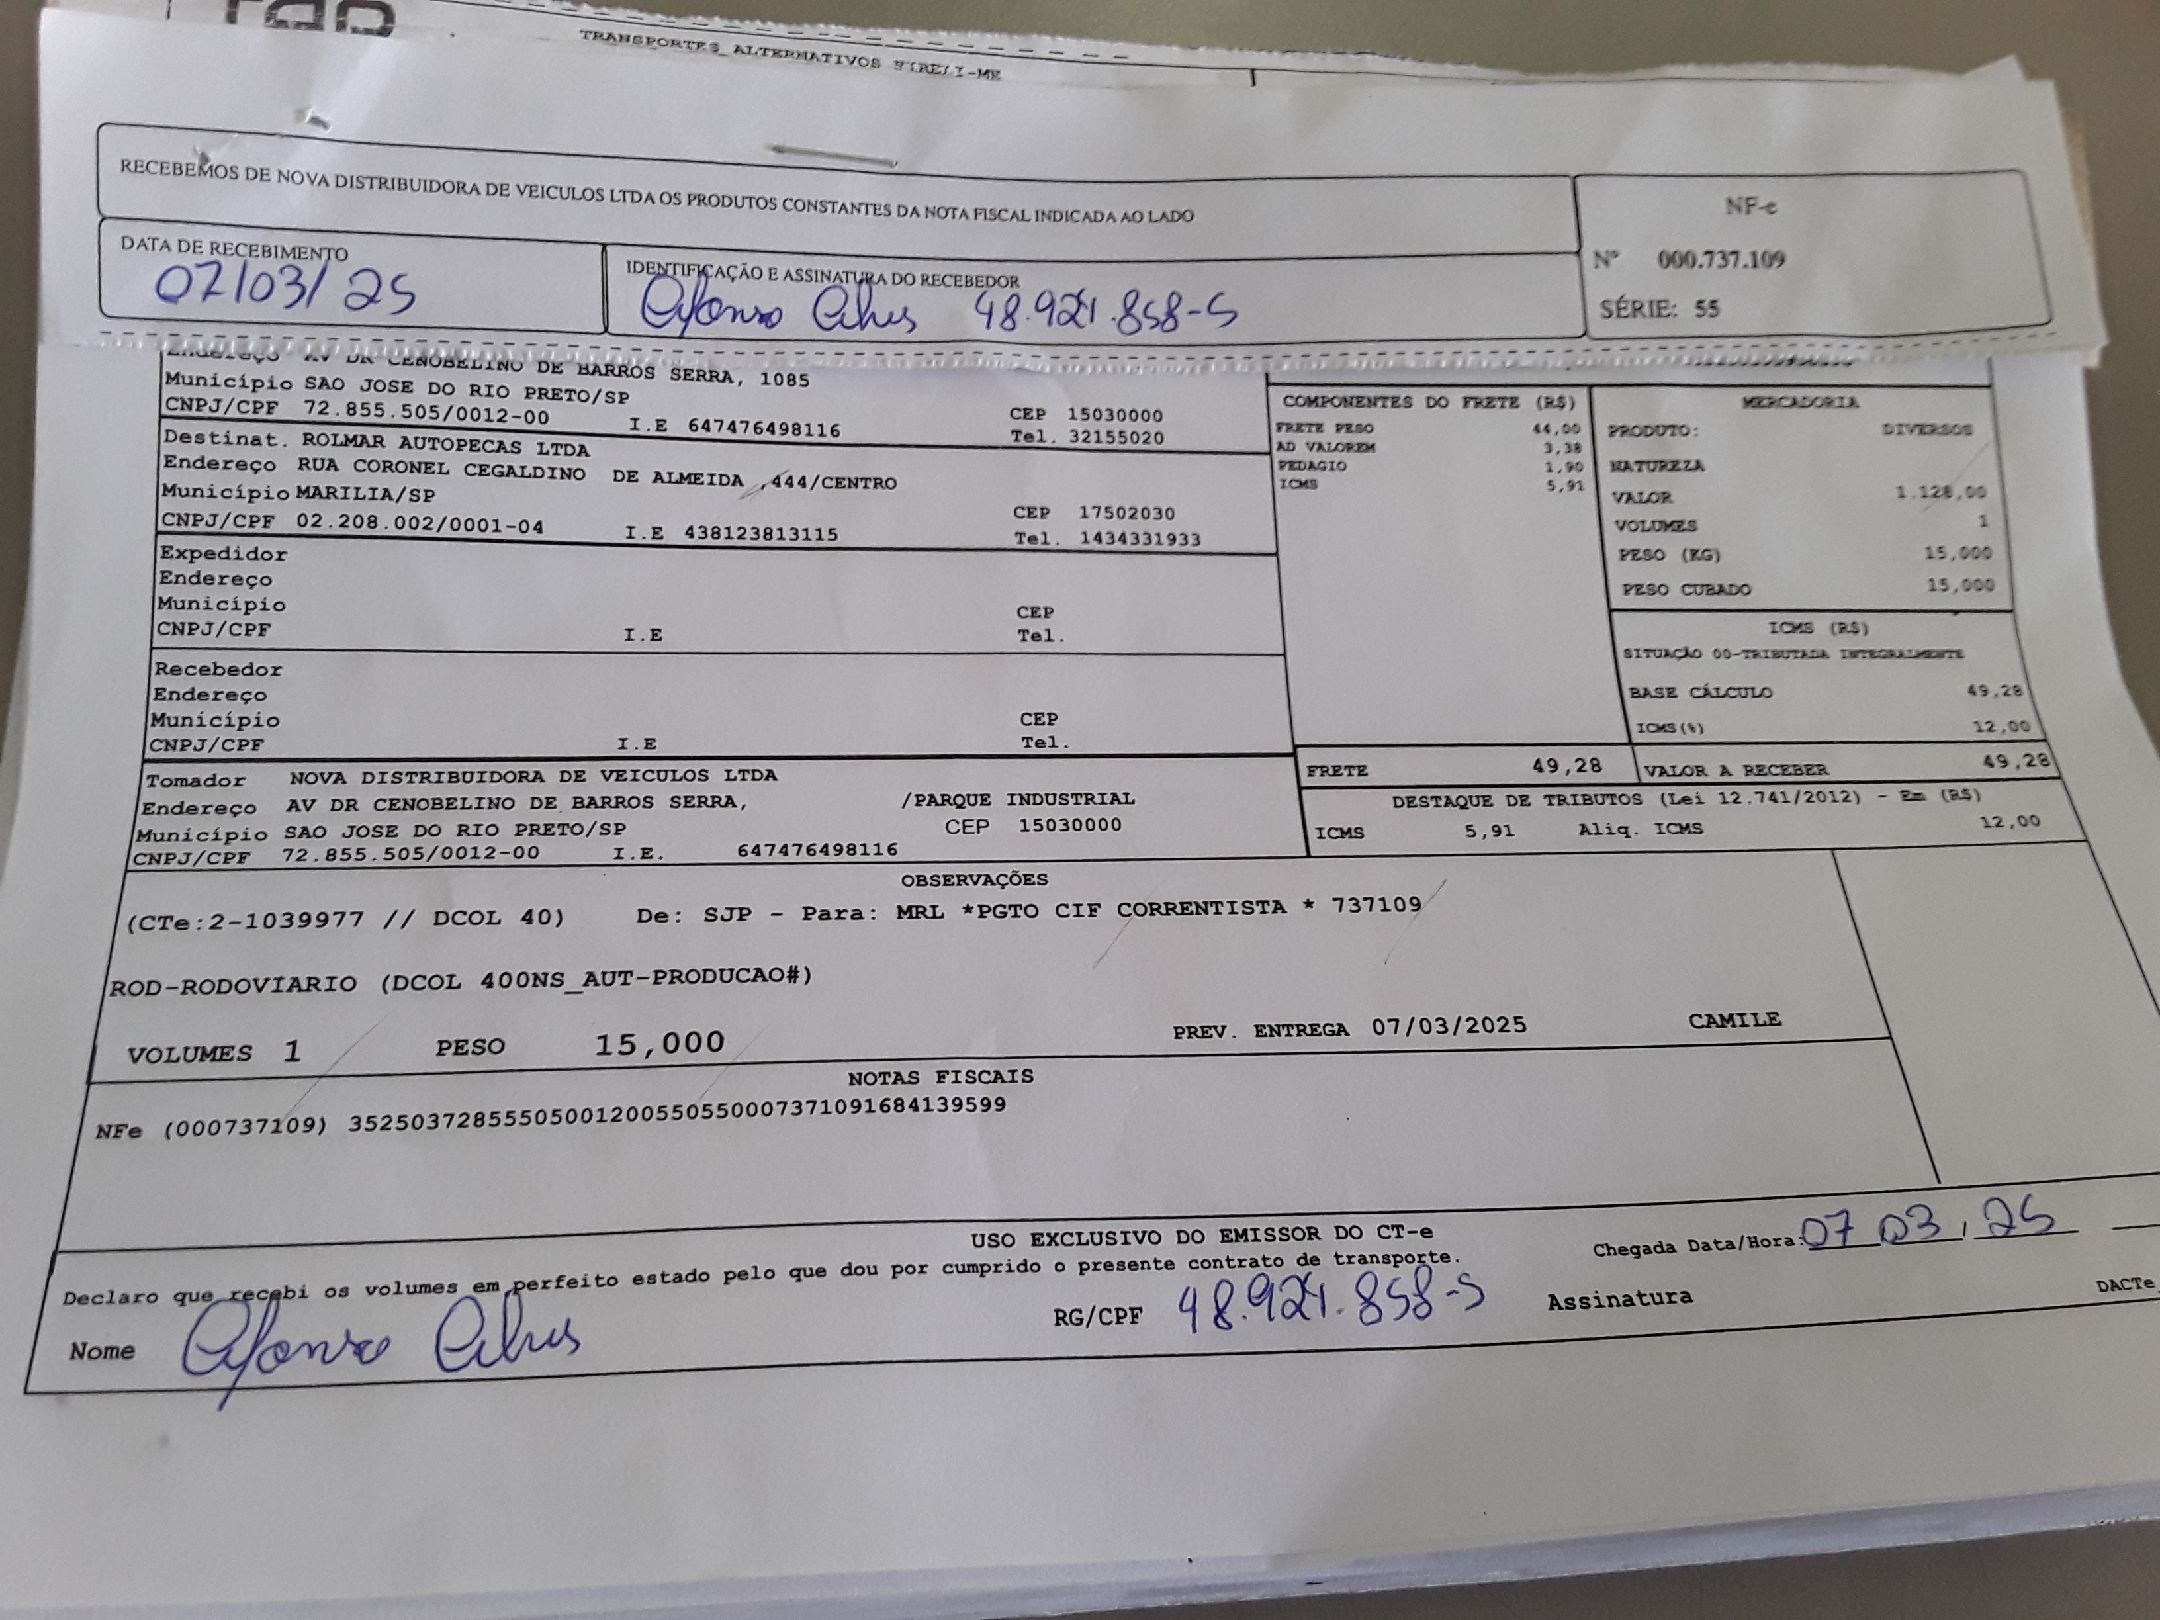 TRANSPORTES ALTERNATIVOS EIRELI-ME
RECEBEMOS DE NOVA DISTRIBUIDORA DE VEICULOS LTDA OS PRODUTOS CONSTANTES DA NOTA FISCAL INDICADA AO LADO
NF-e
Nº 000.737.109
SÉRIE: 55
DATA DE RECEBIMENTO
07/03/25
IDENTIFICAÇÃO E ASSINATURA DO RECEBEDOR
Afonso 48.921.858-5
Endereço AV DR CENOBELINO DE BARROS SERRA, 1085
Município SAO JOSE DO RIO PRETO/SP CEP 15030000
CNPJ/CPF 72.855.505/0012-00 I.E 647476498116 Tel. 32155020
Destinat. ROLMAR AUTOPECAS LTDA
Endereço RUA CORONEL CEGALDINO DE ALMEIDA ,444/CENTRO
Município MARILIA/SP CEP 17502030
CNPJ/CPF 02.208.002/0001-04 I.E 438123813115 Tel. 1434331933
Expedidor
Endereço
Município CEP
CNPJ/CPF I.E Tel.
Recebedor
Endereço
Município CEP
CNPJ/CPF I.E Tel.
Tomador NOVA DISTRIBUIDORA DE VEICULOS LTDA
Endereço AV DR CENOBELINO DE BARROS SERRA, /PARQUE INDUSTRIAL
Município SAO JOSE DO RIO PRETO/SP CEP 15030000
CNPJ/CPF 72.855.505/0012-00 I.E. 647476498116
COMPONENTES DO FRETE (R$)
FRETE PESO 44,00
AD VALOREM 3,38
PEDAGIO 1,90
ICMS 5,91
MERCADORIA
PRODUTO: DIVERSOS
NATUREZA
VALOR 1.128,00
VOLUMES 1
PESO (KG) 15,000
PESO CUBADO 15,000
ICMS (R$)
SITUAÇÃO 00-TRIBUTADA INTEGRALMENTE
BASE CÁLCULO 49,28
ICMS(%) 12,00
FRETE 49,28 VALOR A RECEBER 49,28
DESTAQUE DE TRIBUTOS (Lei 12.741/2012) - Em (R$)
ICMS 5,91 Aliq. ICMS 12,00
OBSERVAÇÕES
(CTe:2-1039977 // DCOL 40) De: SJP - Para: MRL *PGTO CIF CORRENTISTA * 737109
ROD-RODOVIARIO (DCOL 400NS_AUT-PRODUCAO#)
VOLUMES 1 PESO 15,000 PREV. ENTREGA 07/03/2025 CAMILE
NOTAS FISCAIS
NFe (000737109) 35250372855505001200550550007371091684139599
USO EXCLUSIVO DO EMISSOR DO CT-e
Declaro que recebi os volumes em perfeito estado pelo que dou por cumprido o presente contrato de transporte.
Chegada Data/Hora: 07 03 / 25
Nome Afonso RG/CPF 48.921.858-5 Assinatura
DACTe